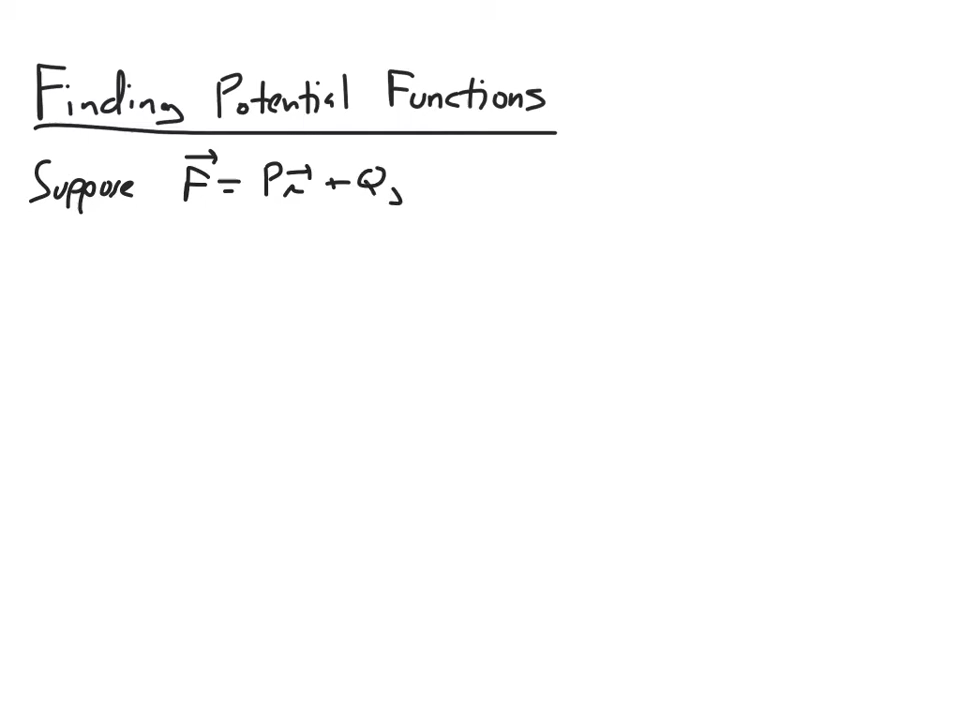 Finding Potential Functions
Suppose F⃗ = P i⃗ + Q j